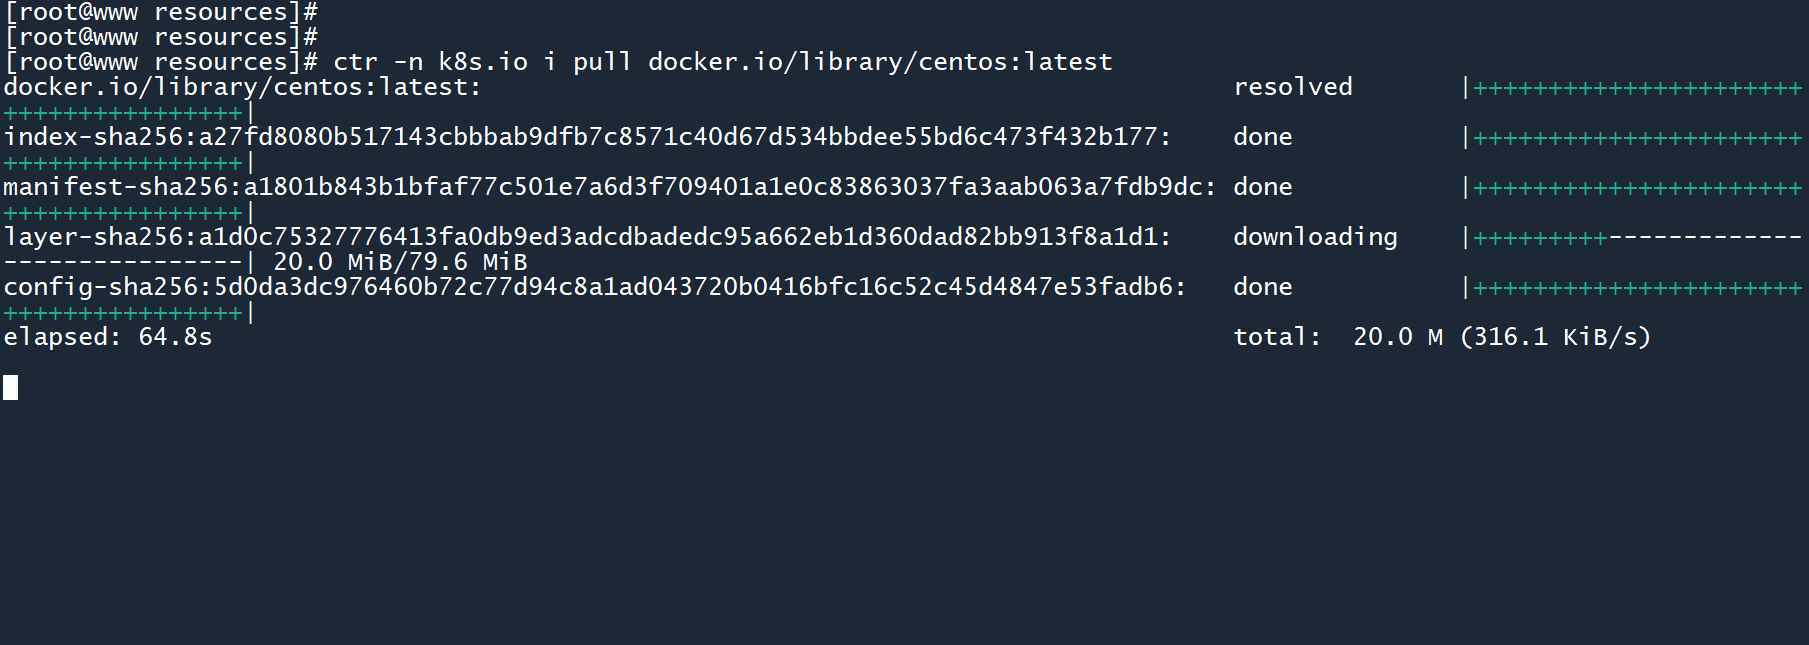 [root@www resources]#
[root@www resources]#
[root@www resources]# ctr -n k8s.io i pull docker.io/library/centos:latest
docker.io/library/centos:latest: resolved |++++++++++++++++++++++
++++++++++++++++|
index-sha256:a27fd8080b517143cbbbab9dfb7c8571c40d67d534bbdee55bd6c473f432b177: done |++++++++++++++++++++++
++++++++++++++++|
manifest-sha256:a1801b843b1bfaf77c501e7a6d3f709401a1e0c83863037fa3aab063a7fdb9dc: done |++++++++++++++++++++++
++++++++++++++++|
layer-sha256:a1d0c75327776413fa0db9ed3adcdbadedc95a662eb1d360dad82bb913f8a1d1: downloading |+++++++++-------------
----------------| 20.0 MiB/79.6 MiB
config-sha256:5d0da3dc976460b72c77d94c8a1ad043720b0416bfc16c52c45d4847e53fadb6: done |++++++++++++++++++++++
++++++++++++++++|
elapsed: 64.8s total: 20.0 M (316.1 KiB/s)